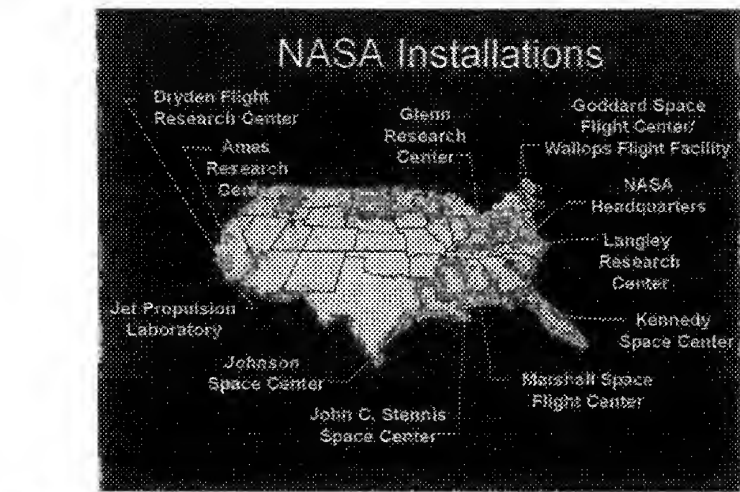 NASA Installations
Dryden Flight
Research Center
Ames
Research
Center
Glenn
Research
Center
Goddard Space
Flight Center/
Wallops Flight Facility
NASA
Headquarters
Langley
Research
Center
Jet Propulsion
Laboratory
Kennedy
Space Center
Johnson
Space Center
Marshall Space
Flight Center
John C. Stennis
Space Center